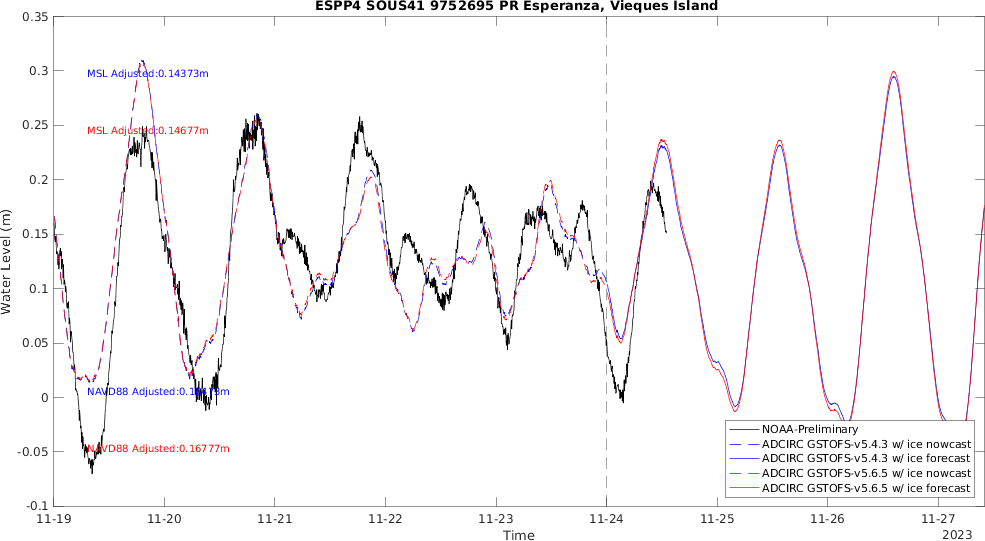 ESPP4 SOUS41 9752695 PR Esperanza, Vieques Island
0.35
0.3
0.25
0.2
0.15
0.1
0.05
0
-0.05
-0.1
Water Level (m)
MSL Adjusted:0.14373m
MSL Adjusted:0.14677m
NAVD88 Adjusted:
NAVD88 Adjusted:0.16777m
NOAA-Preliminary
ADCIRC GSTOFS-v5.4.3 w/ ice nowcast
ADCIRC GSTOFS-v5.4.3 w/ ice forecast
ADCIRC GSTOFS-v5.6.5 w/ ice nowcast
ADCIRC GSTOFS-v5.6.5 w/ ice forecast
11-19 11-20 11-21 11-22 11-23 11-24 11-25 11-26 11-27
Time
2023